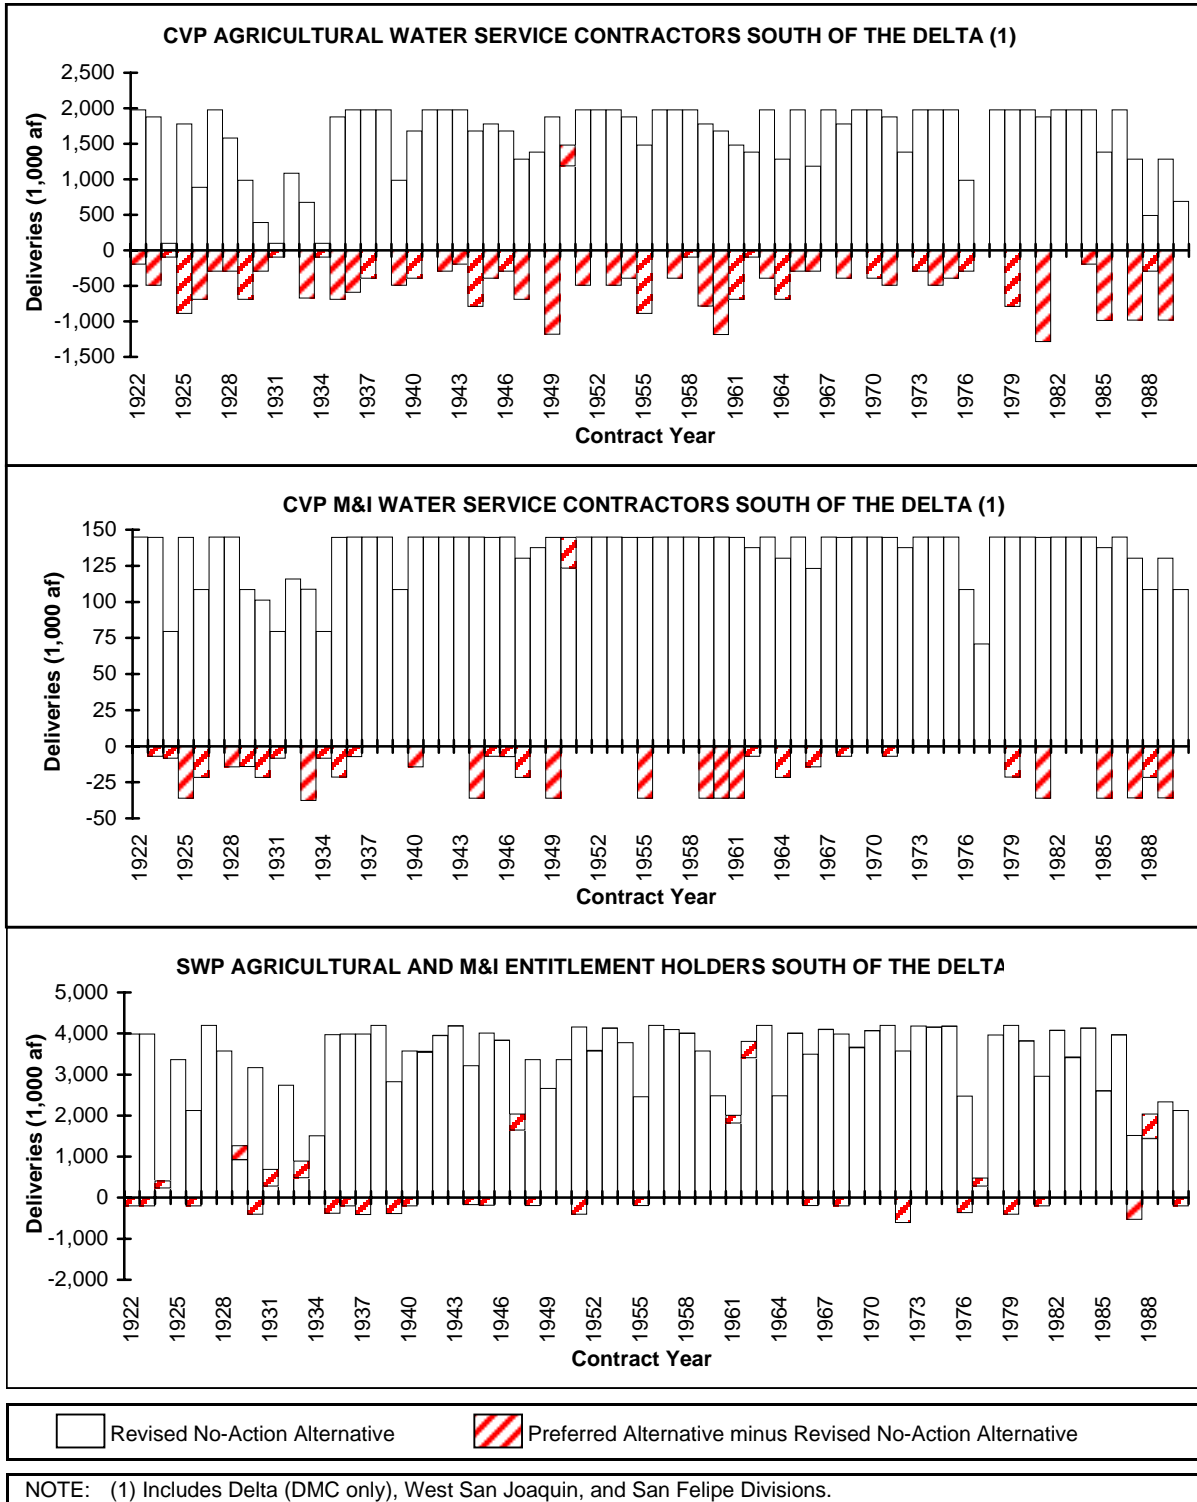 CVP AGRICULTURAL WATER SERVICE CONTRACTORS SOUTH OF THE DELTA (1)
2,500
2,000
1,500
1,000
500
0
-500
-1,000
-1,500
Deliveries (1,000 af)
1922 1925 1928 1931 1934 1937 1940 1943 1946 1949 1952 1955 1958 1961 1964 1967 1970 1973 1976 1979 1982 1985 1988
Contract Year
CVP M&I WATER SERVICE CONTRACTORS SOUTH OF THE DELTA (1)
150
125
100
75
50
25
0
-25
-50
Deliveries (1,000 af)
1922 1925 1928 1931 1934 1937 1940 1943 1946 1949 1952 1955 1958 1961 1964 1967 1970 1973 1976 1979 1982 1985 1988
Contract Year
SWP AGRICULTURAL AND M&I ENTITLEMENT HOLDERS SOUTH OF THE DELTA
5,000
4,000
3,000
2,000
1,000
0
-1,000
-2,000
Deliveries (1,000 af)
1922 1925 1928 1931 1934 1937 1940 1943 1946 1949 1952 1955 1958 1961 1964 1967 1970 1973 1976 1979 1982 1985 1988
Contract Year
Revised No-Action Alternative Preferred Alternative minus Revised No-Action Alternative
NOTE: (1) Includes Delta (DMC only), West San Joaquin, and San Felipe Divisions.